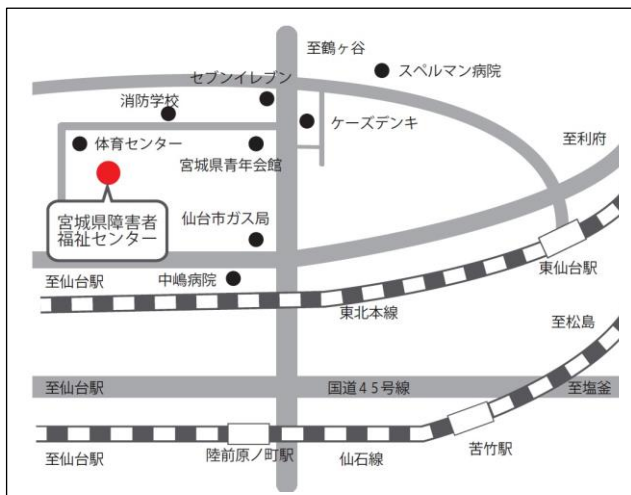 至鶴ヶ谷
スペルマン病院
セブンイレブン
消防学校
ケーズデンキ
至利府
体育センター
宮城県青年会館
宮城県障害者
福祉センター
仙台市ガス局
東仙台駅
至仙台駅
中嶋病院
東北本線
至松島
至仙台駅
国道45号線
至塩釜
苦竹駅
陸前原ノ町駅
仙石線
至仙台駅